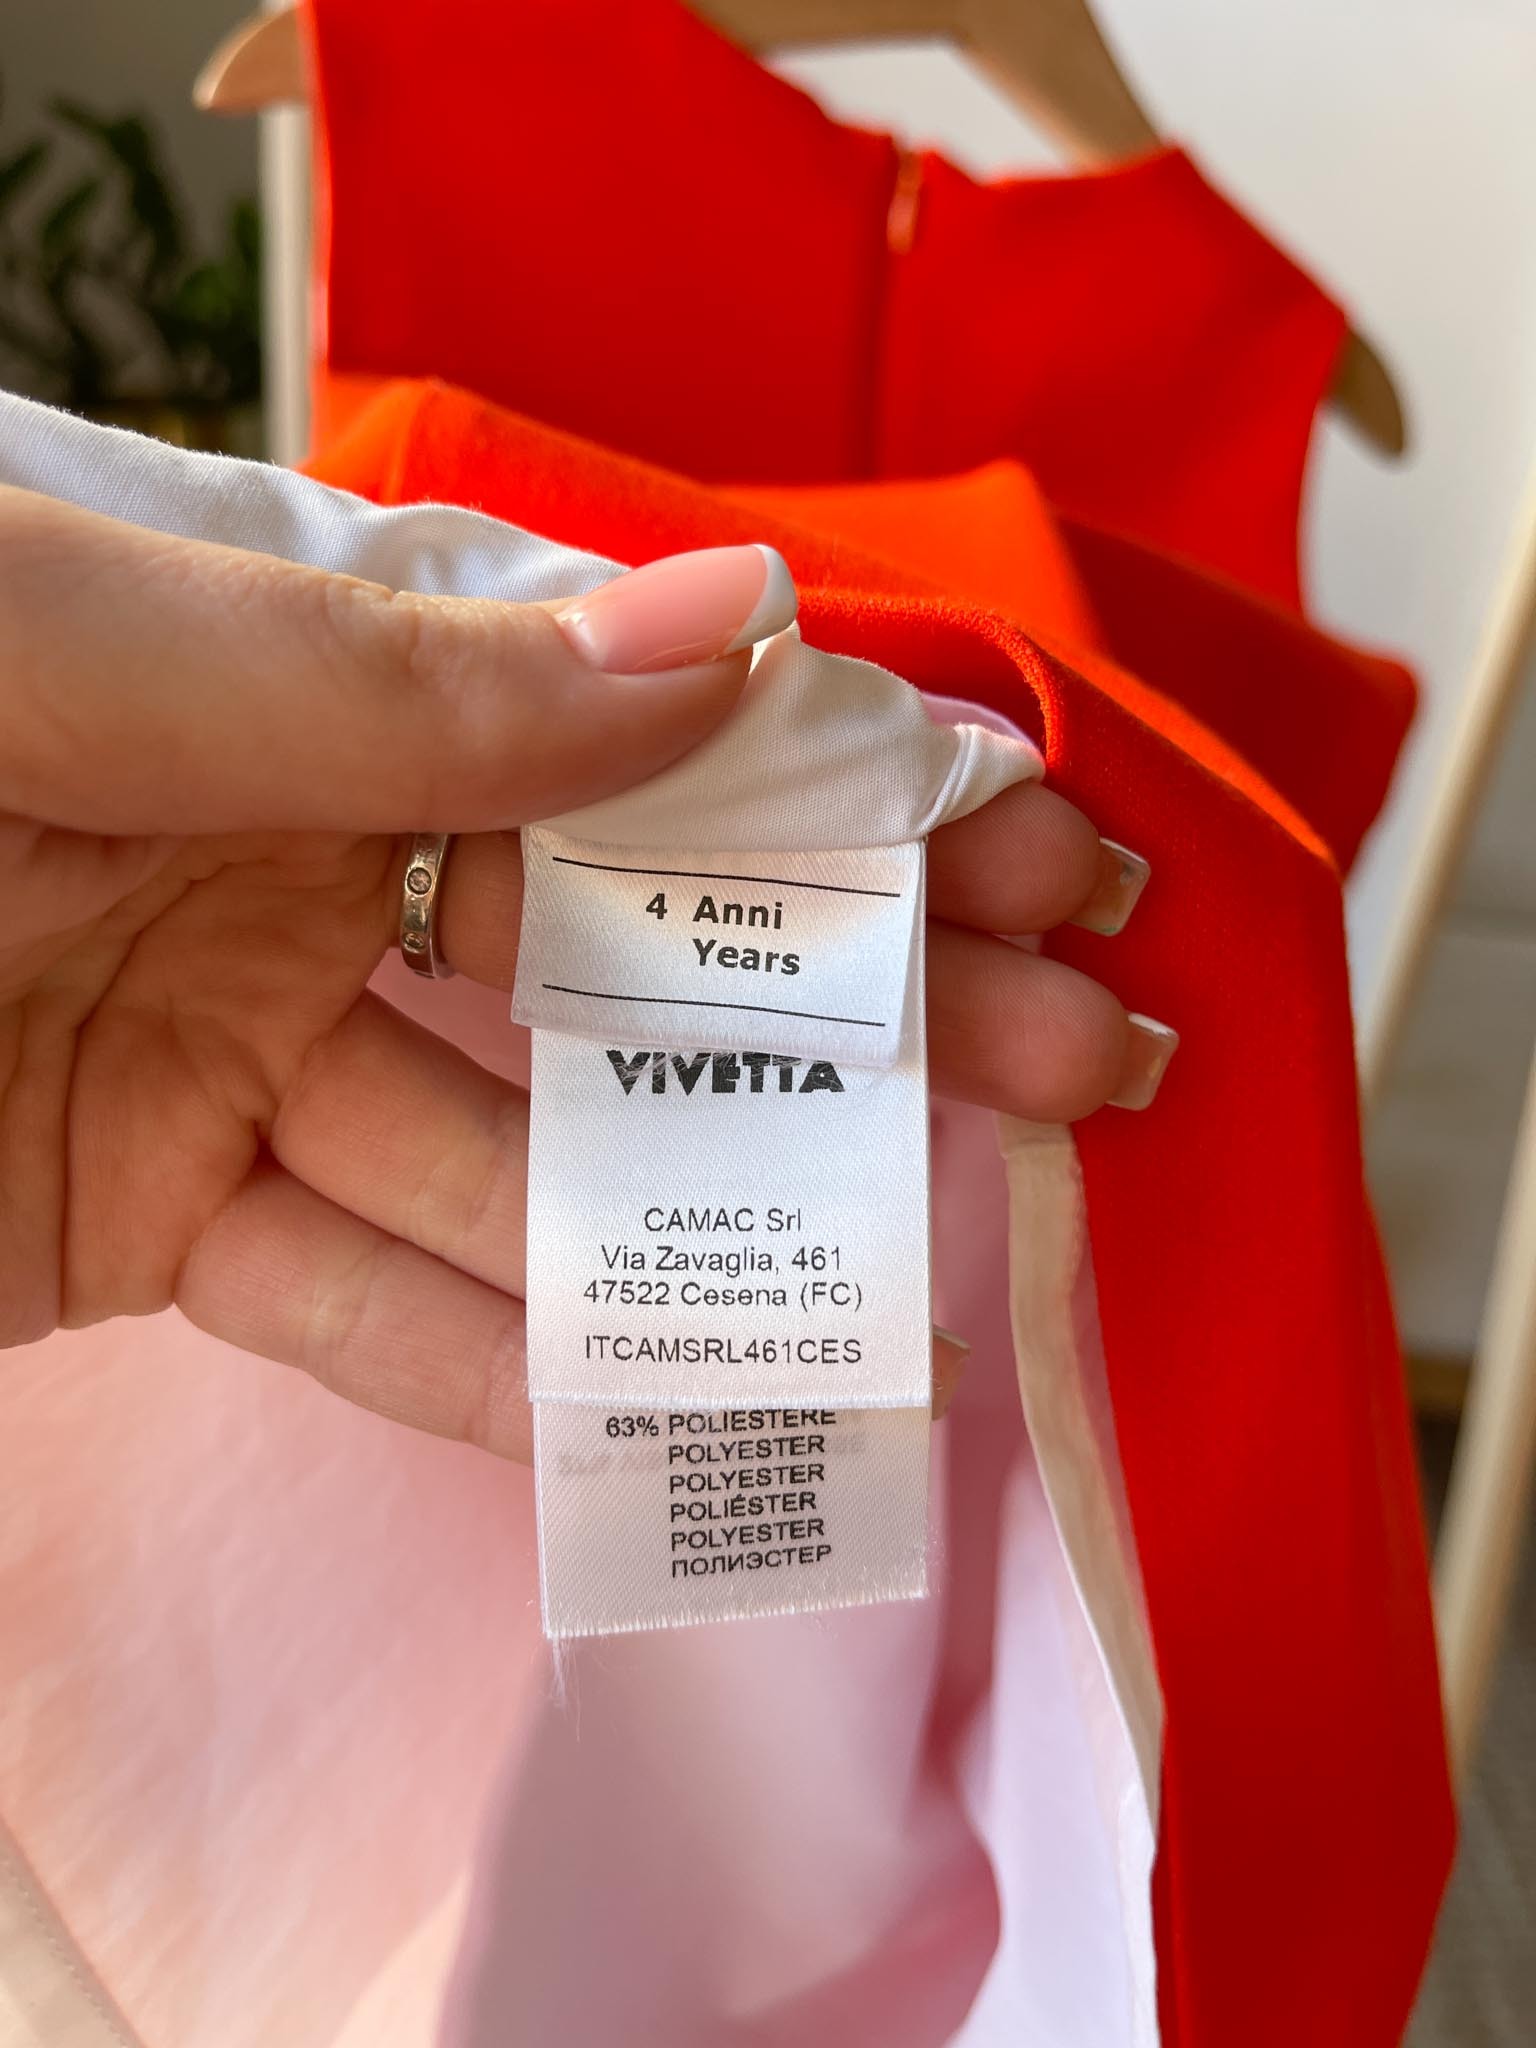 4 Anni
Years
VIVETTA
CAMAC Srl
Via Zavaglia, 461
47522 Cesena (FC)
ITCAMSRL461CES
63% POLIESTERE
POLYESTER
POLYESTER
POLIÉSTER
POLYESTER
ПОЛИЭСТЕР